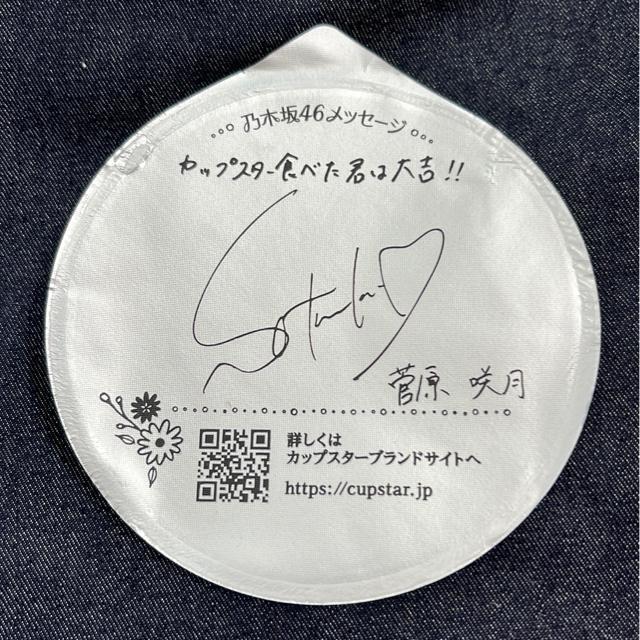 乃木坂46メッセージ
カップスター食べた君は大吉!!
菅原 咲月
詳しくは
カップスターブランドサイトへ
https://cupstar.jp